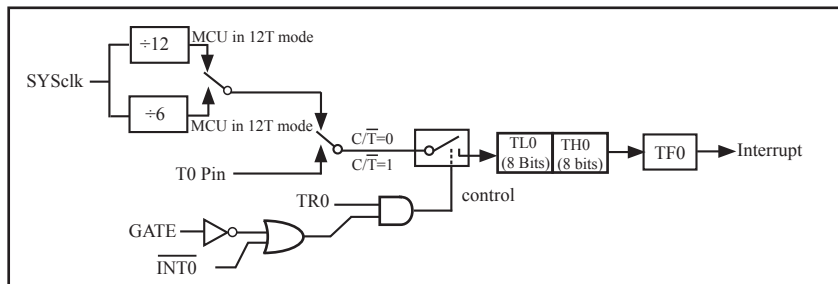 ÷12
MCU in 12T mode
SYSclk
÷6
MCU in 12T mode
C/T̅=0
C/T̅=1
T0 Pin
TL0
(8 Bits)
TH0
(8 bits)
TF0
Interrupt
TR0
control
GATE
I̅N̅T̅0̅